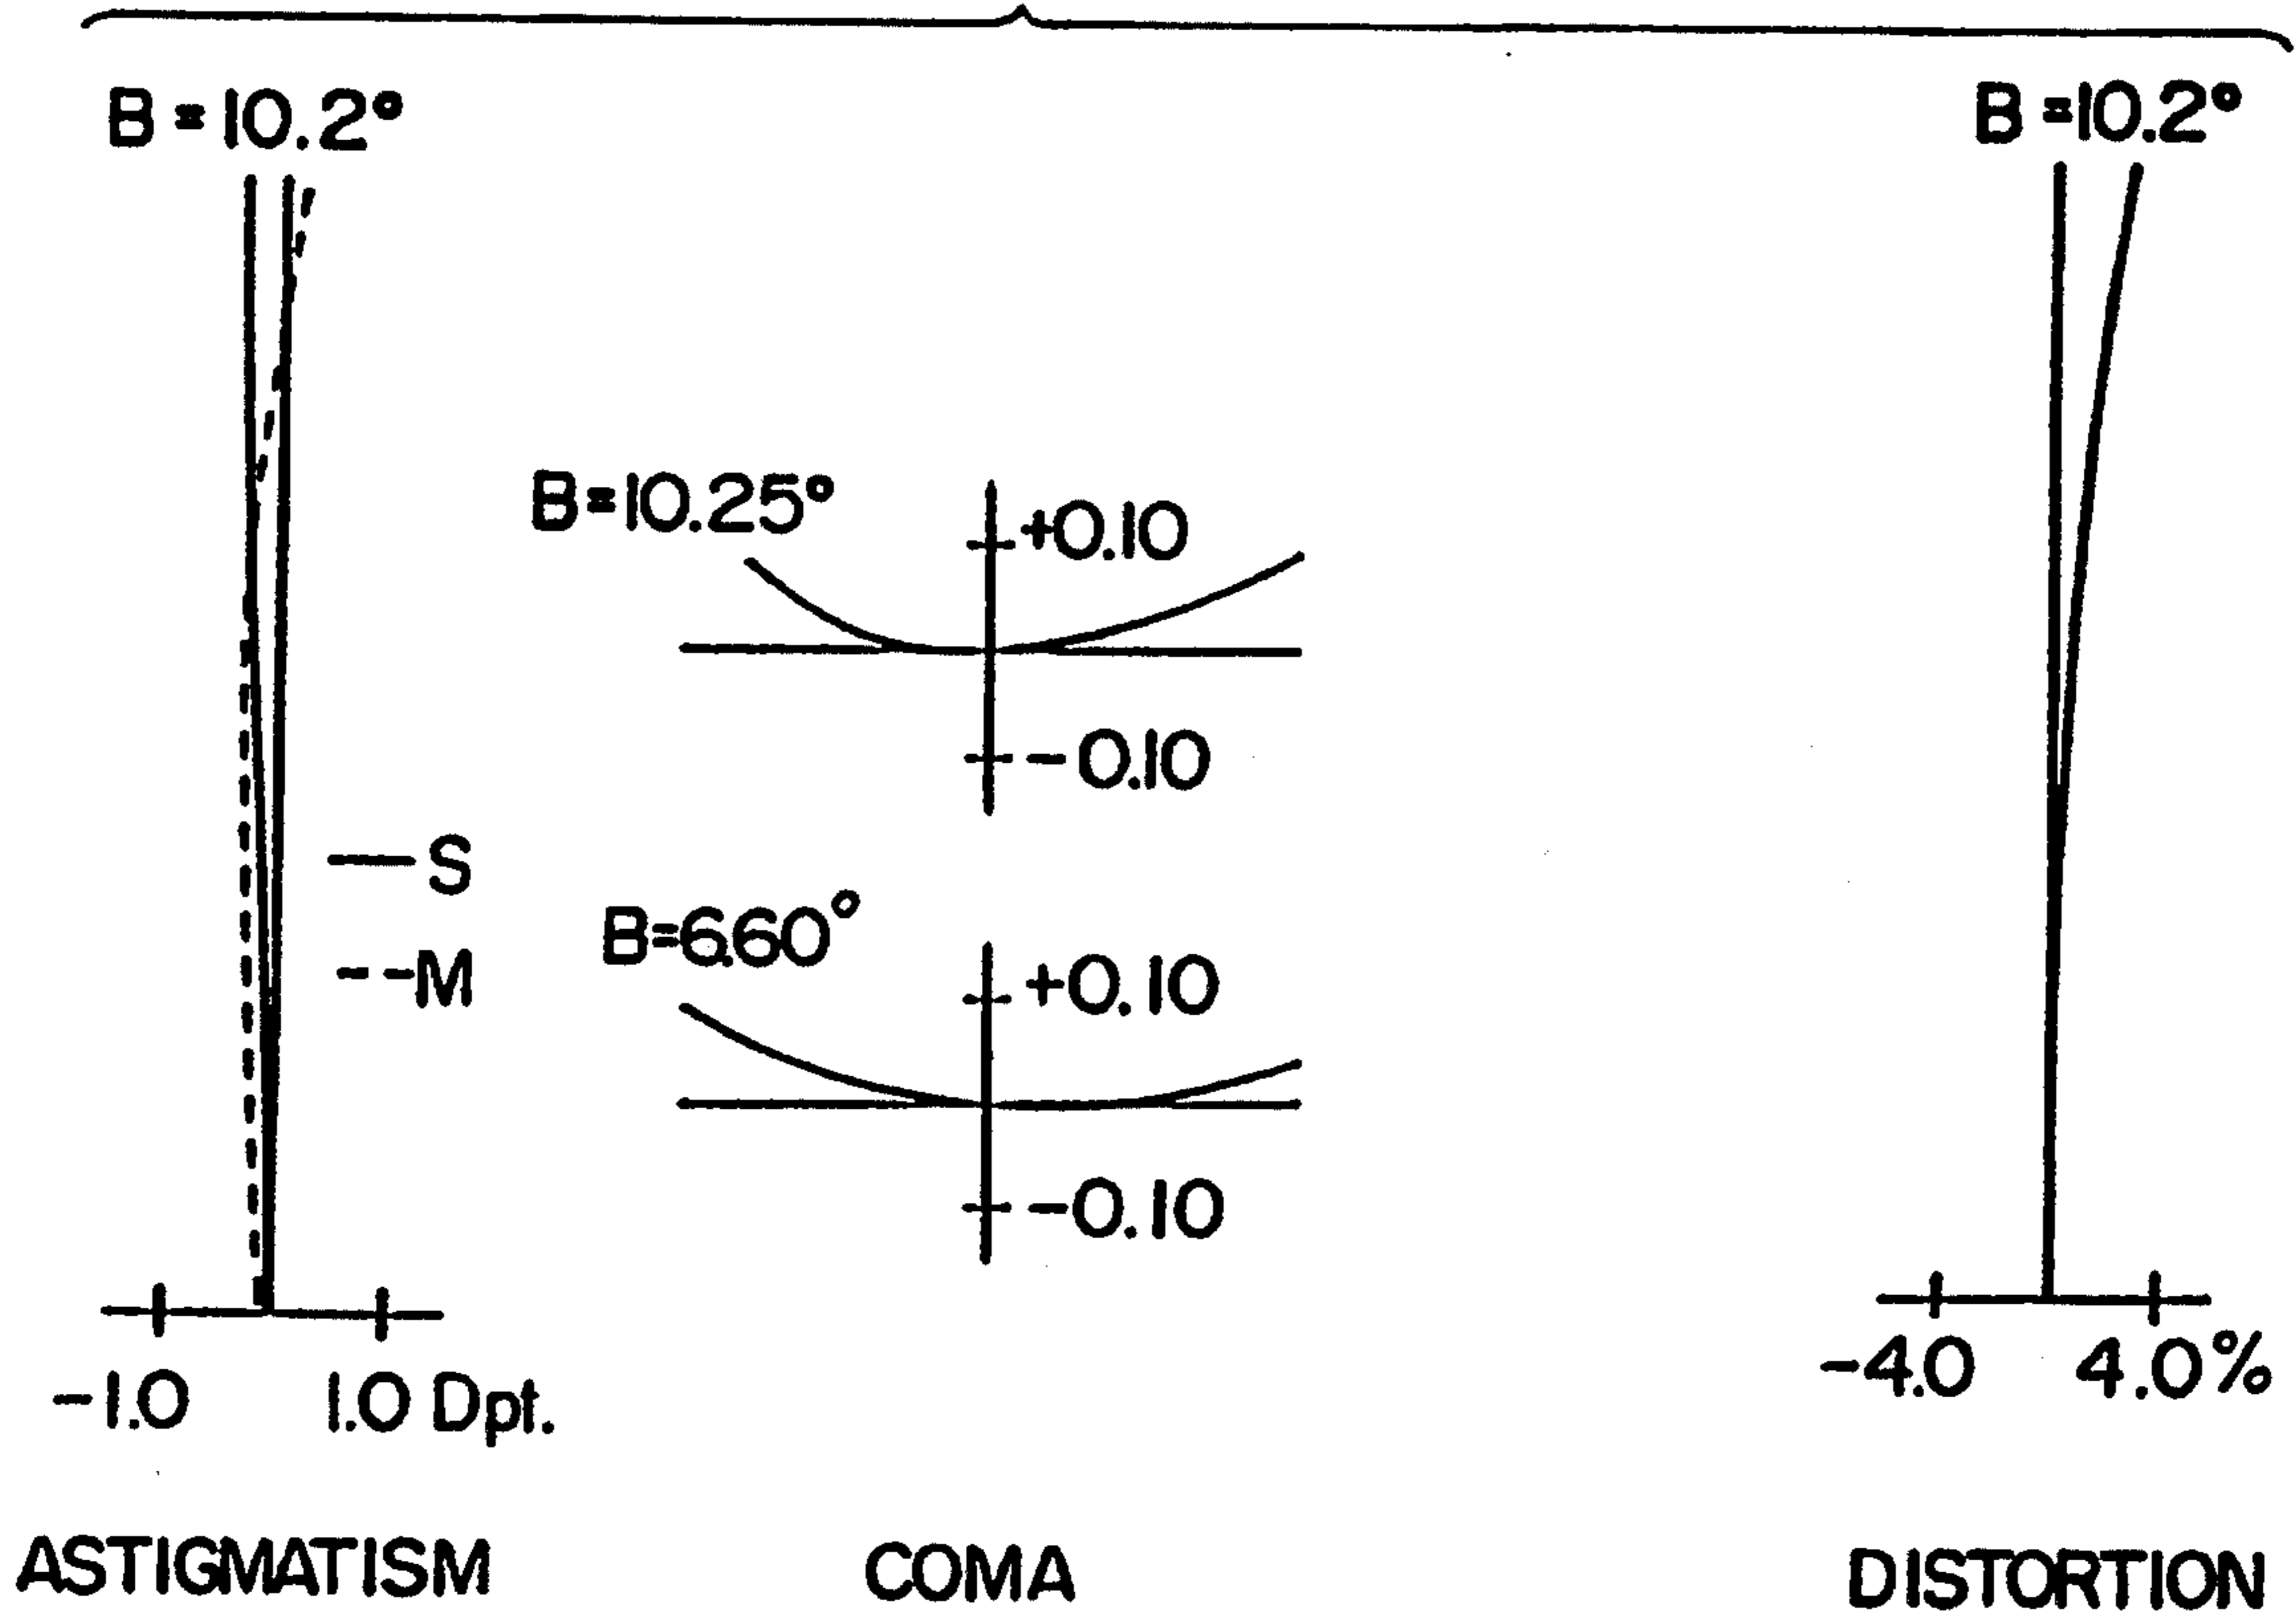 B=10.2°
B=10.2°
B=10.25°
+0.10
-0.10
S
M
B=6.60°
+0.10
-0.10
-1.0
1.0 Dpt.
-4.0
4.0%
ASTIGMATISM
COMA
DISTORTION